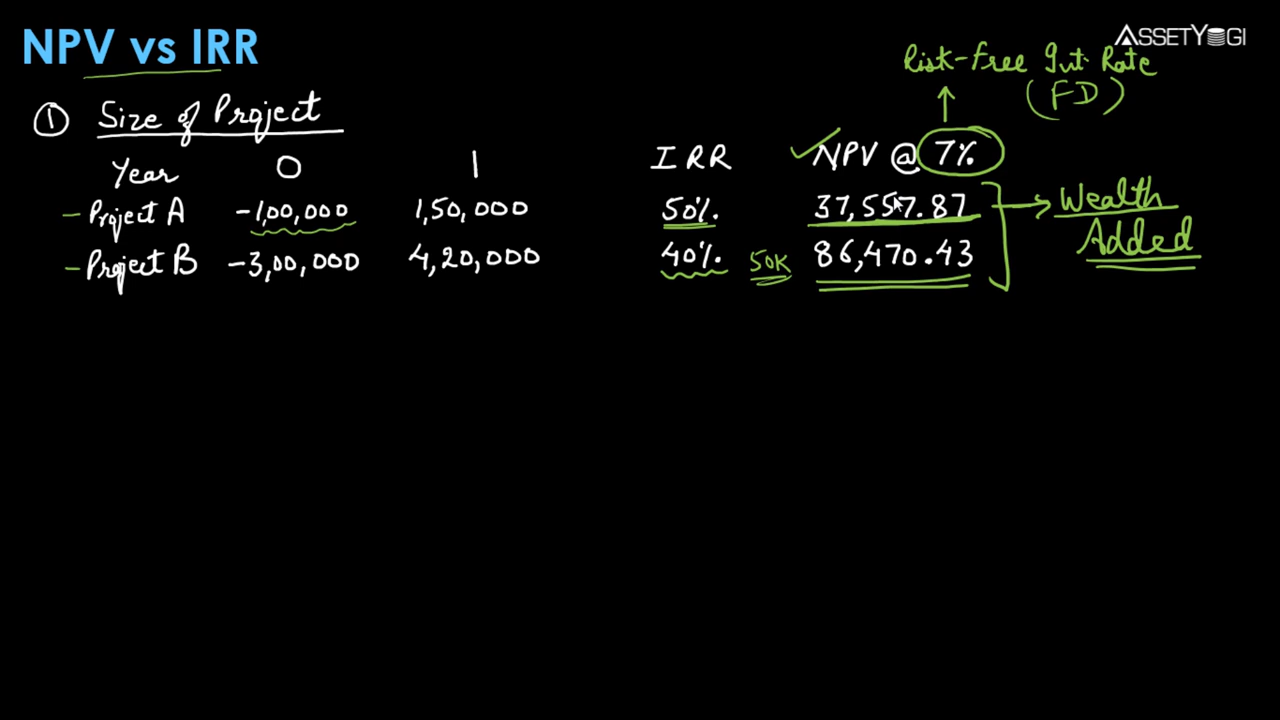 NPV vs IRR
ASSETYOGI
Risk-Free Int. Rate
(FD)
① Size of Project
Year 0 1 IRR NPV @ 7%
- Project A -1,00,000 1,50,000 50% 37,557.87 Wealth
Added
- Project B -3,00,000 4,20,000 40% 50K 86,470.43